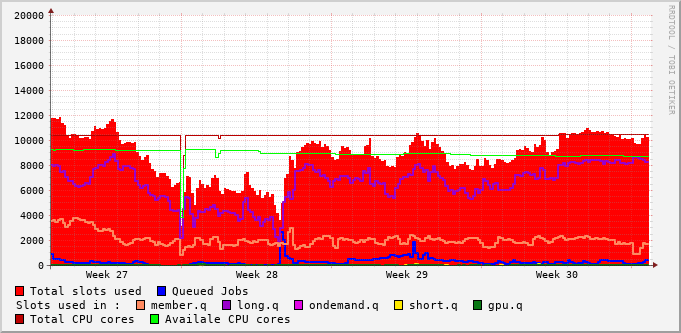 RRDTOOL / TOBI OETIKER
20000
18000
16000
14000
12000
10000
8000
6000
4000
2000
0
Week 27 Week 28 Week 29 Week 30
Total slots used Queued Jobs
Slots used in : member.q long.q ondemand.q short.q gpu.q
Total CPU cores Availale CPU cores